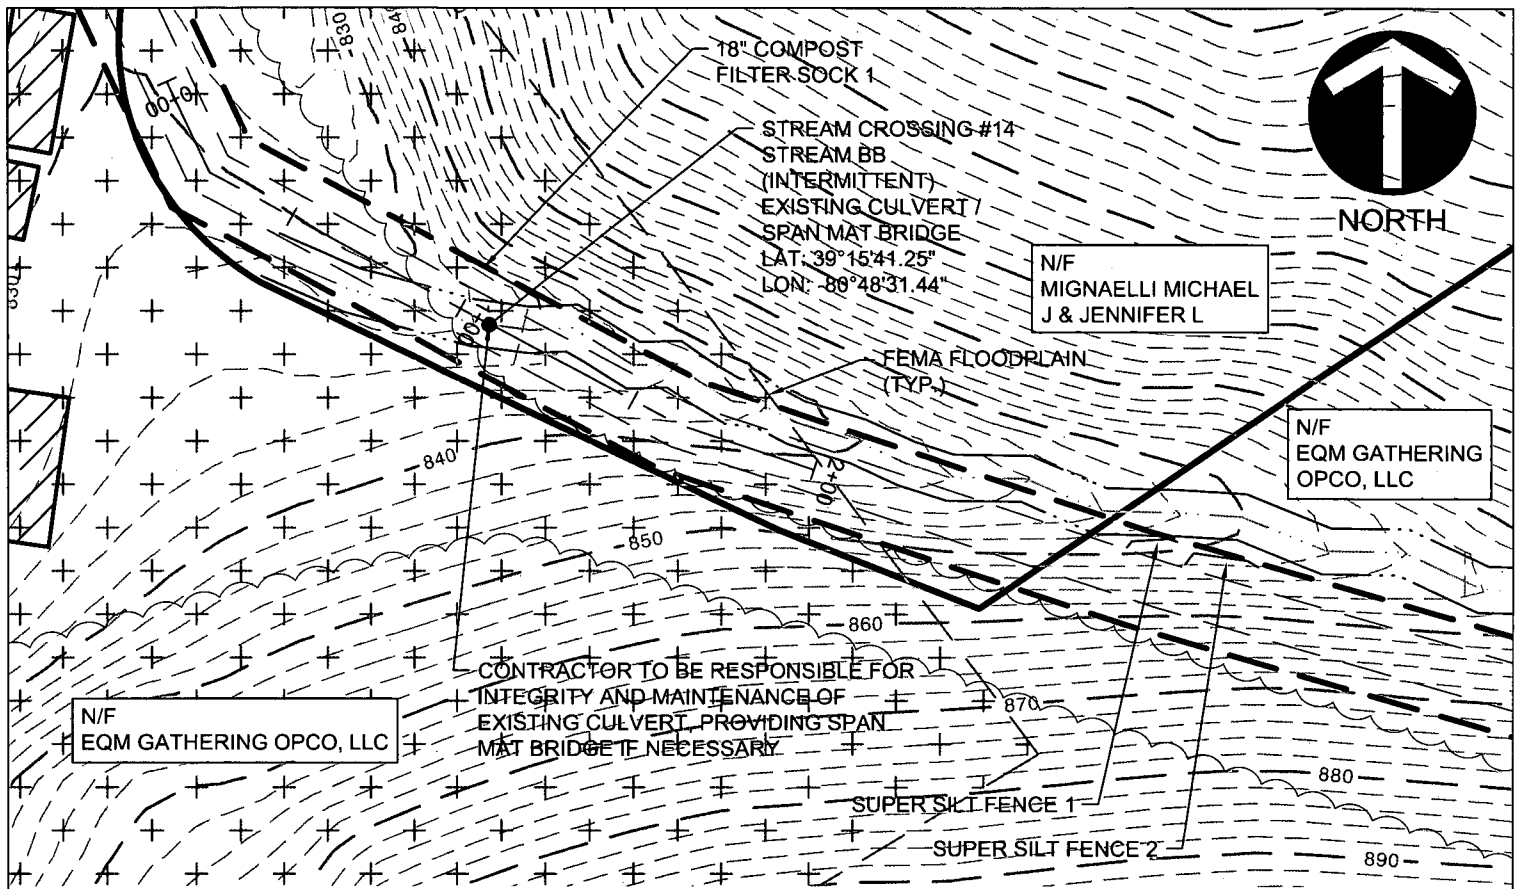 830
840
18" COMPOST
FILTER SOCK 1
0+00
STREAM CROSSING #14
STREAM BB
(INTERMITTENT)
EXISTING CULVERT /
SPAN MAT BRIDGE
LAT: 39°15'41.25"
LON: -80°48'31.44"
NORTH
N/F
MIGNAELLI MICHAEL
J & JENNIFER L
830
FEMA FLOODPLAIN
(TYP.)
N/F
EQM GATHERING
OPCO, LLC
840
2+00
850
860
CONTRACTOR TO BE RESPONSIBLE FOR
INTEGRITY AND MAINTENANCE OF
EXISTING CULVERT, PROVIDING SPAN
MAT BRIDGE IF NECESSARY
N/F
EQM GATHERING OPCO, LLC
870
880
SUPER SILT FENCE 1
SUPER SILT FENCE 2
890